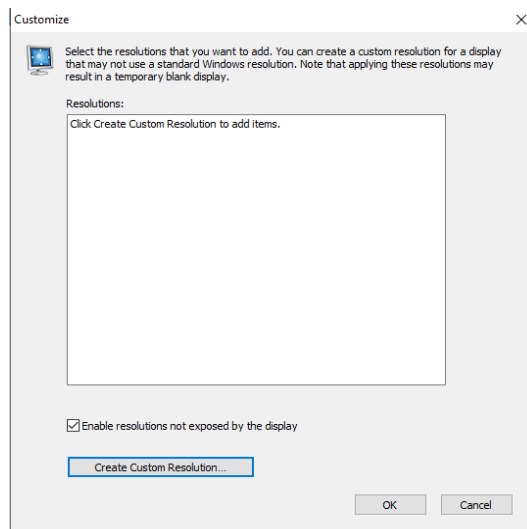 Customize
Select the resolutions that you want to add. You can create a custom resolution for a display
that may not use a standard Windows resolution. Note that applying these resolutions may
result in a temporary blank display.
Resolutions:
Click Create Custom Resolution to add items.
Enable resolutions not exposed by the display
Create Custom Resolution...
OK
Cancel